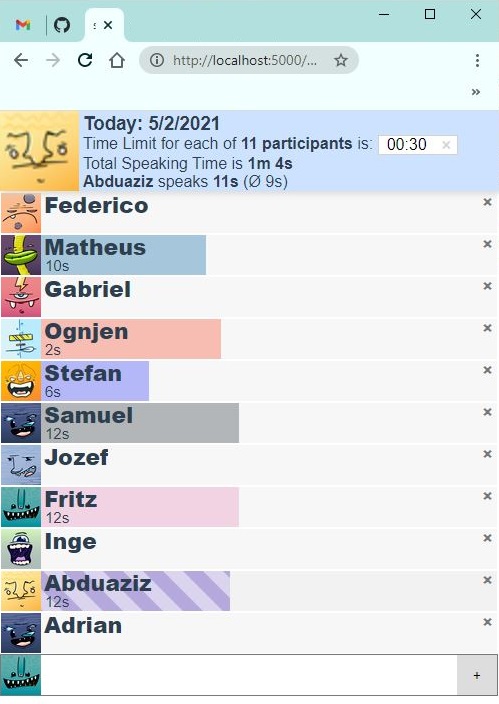 http://localhost:5000/...
»
Today: 5/2/2021
Time Limit for each of 11 participants is: 00:30 ×
Total Speaking Time is 1m 4s
Abduaziz speaks 11s (Ø 9s)
Federico ×
Matheus ×
10s
Gabriel ×
Ognjen ×
2s
Stefan ×
6s
Samuel ×
12s
Jozef ×
Fritz ×
12s
Inge ×
Abduaziz ×
12s
Adrian ×
+